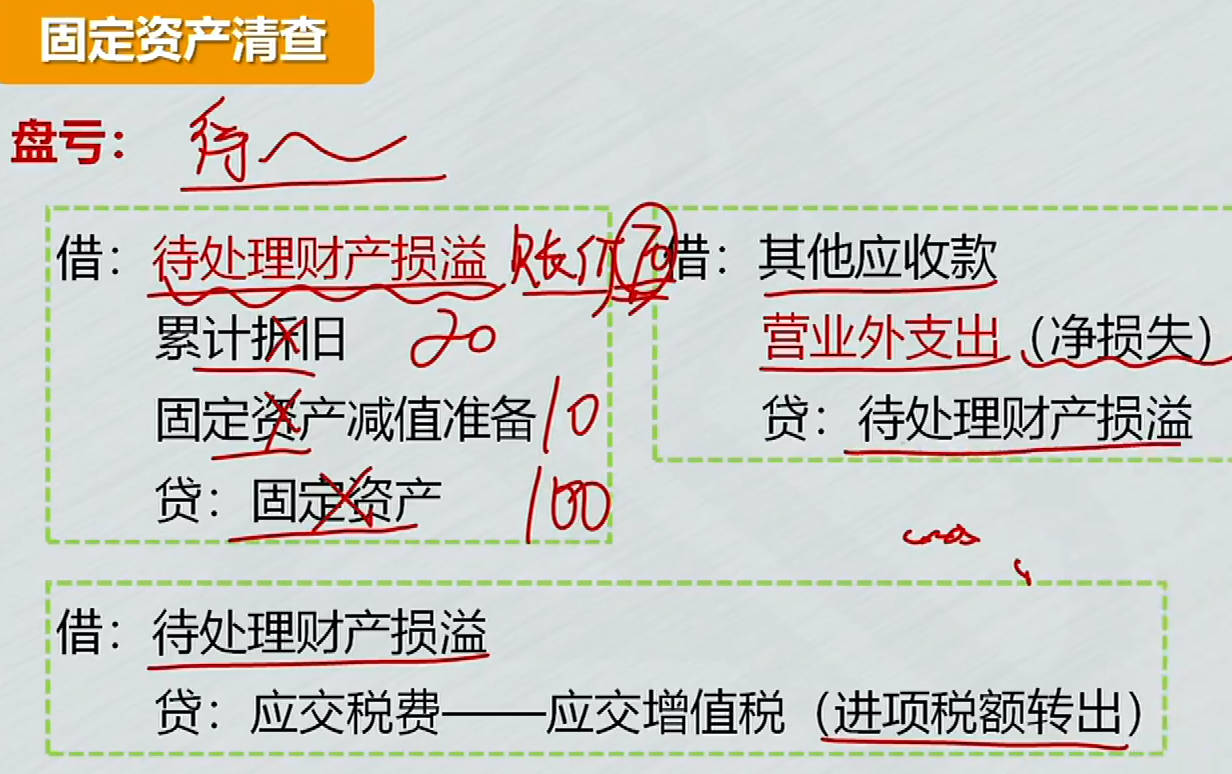 固定资产清查
盘亏： 待
借：待处理财产损溢 账价 70
累计折旧 20
固定资产减值准备 10
贷：固定资产 100
借：其他应收款
营业外支出（净损失）
贷：待处理财产损溢
借：待处理财产损溢
贷：应交税费——应交增值税（进项税额转出）